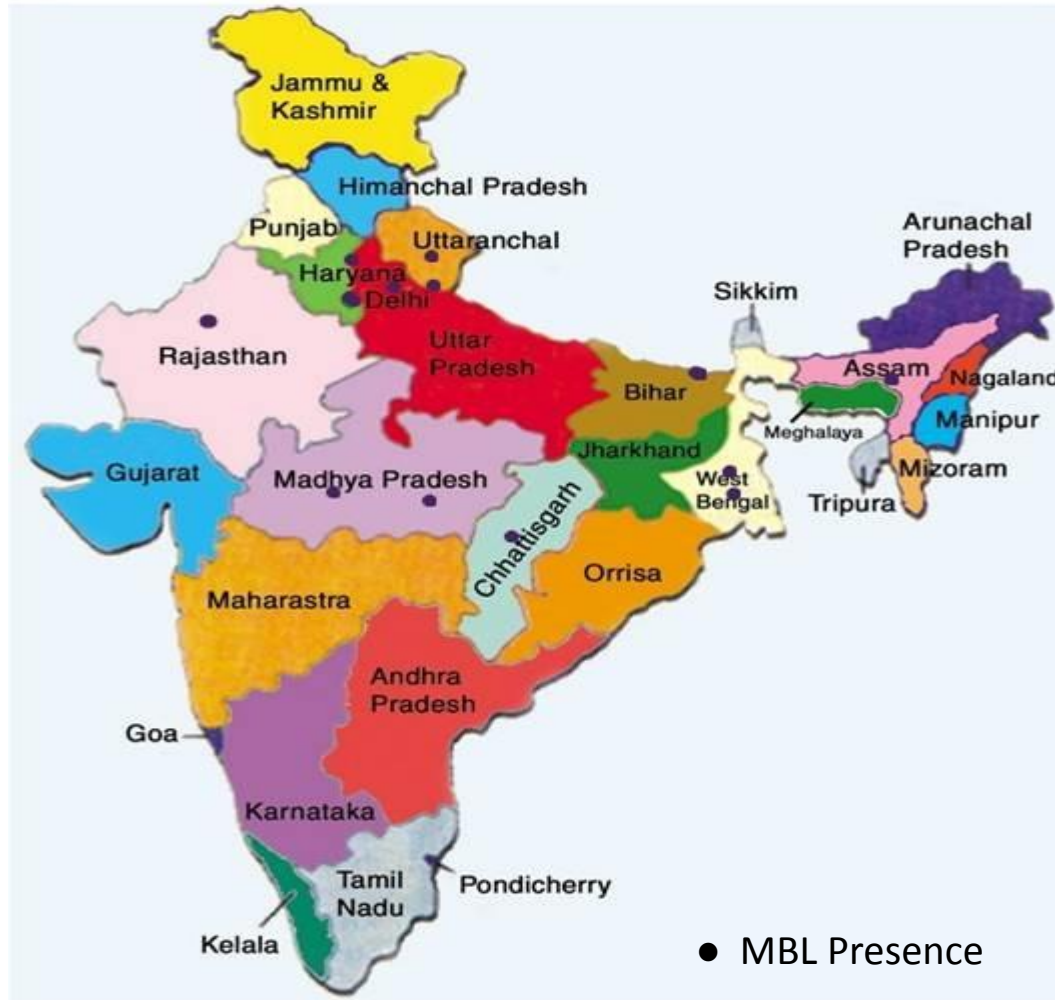 Jammu &
Kashmir
Himanchal Pradesh
Punjab
Uttaranchal
Arunachal
Pradesh
Haryana
Delhi
Sikkim
Rajasthan
Uttar
Pradesh
Bihar
Assam
Nagaland
Meghalaya
Manipur
Jharkhand
Gujarat
Madhya Pradesh
West
Bengal
Mizoram
Tripura
Chhattisgarh
Orrisa
Maharastra
Andhra
Pradesh
Goa
Karnataka
Tamil
Nadu
Pondicherry
Kelala
● MBL Presence